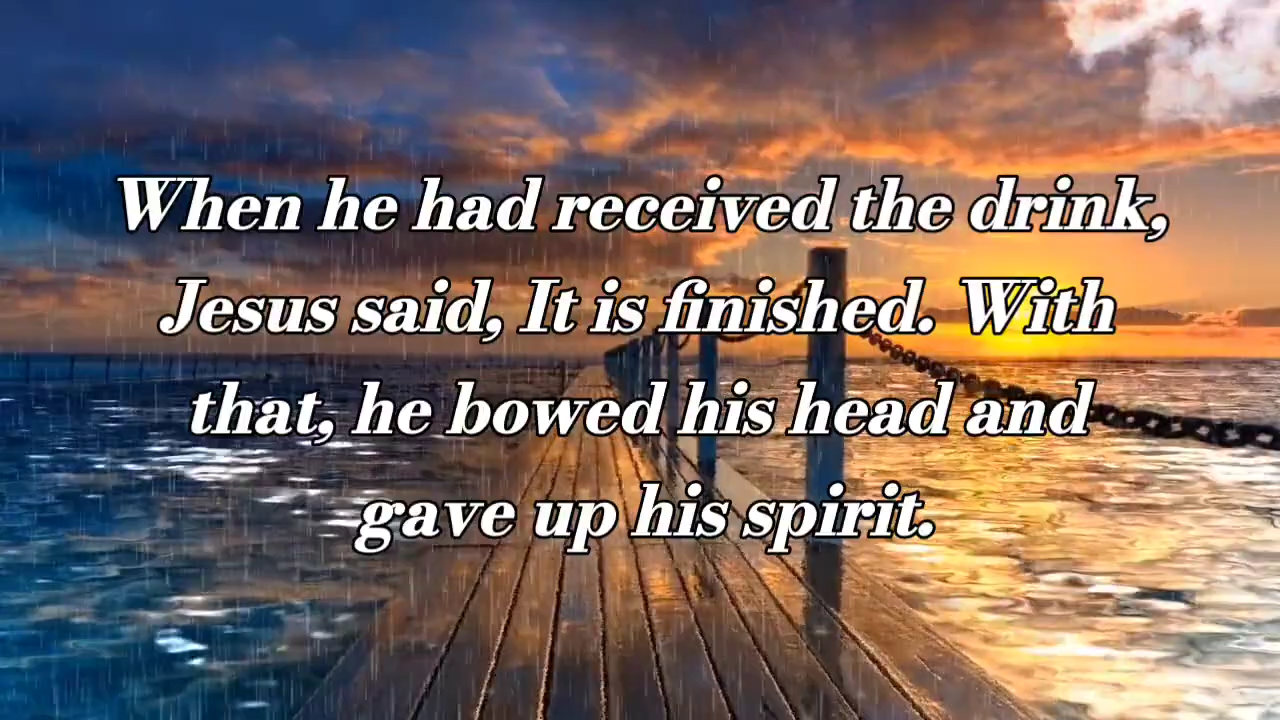 When he had received the drink,
Jesus said, It is finished. With
that, he bowed his head and
gave up his spirit.